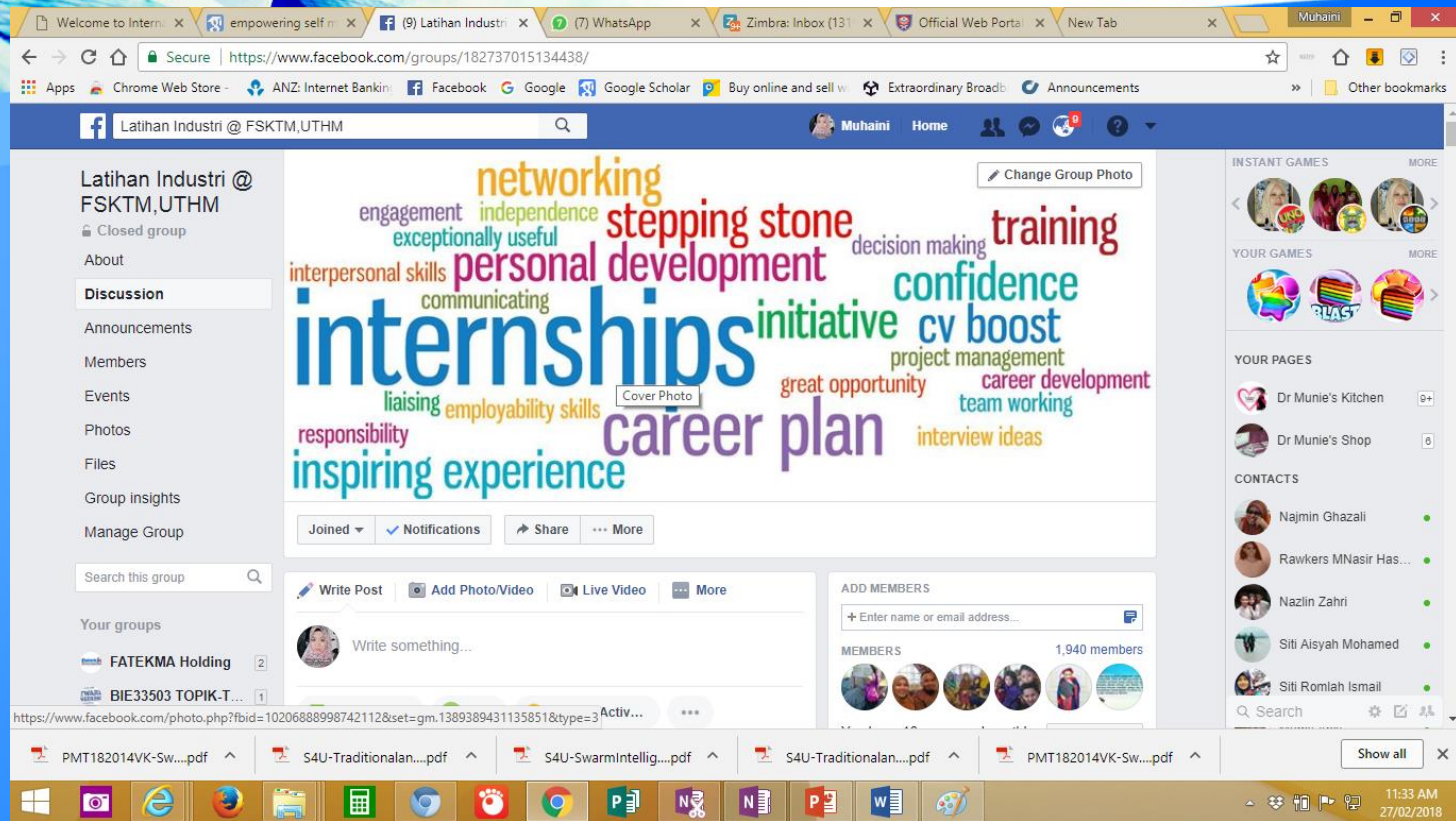 Welcome to Intern
empowering self m
(9) Latihan Industri
(7) WhatsApp
Zimbra: Inbox (131
Official Web Portal
New Tab
Muhaini
Secure
https://www.facebook.com/groups/182737015134438/
Apps
Chrome Web Store -
ANZ: Internet Bankin
Facebook
Google
Google Scholar
Buy online and sell w
Extraordinary Broadb
Announcements
Other bookmarks
Latihan Industri @ FSKTM,UTHM
Muhaini
Home
9
Latihan Industri @
FSKTM,UTHM
Closed group
About
Discussion
Announcements
Members
Events
Photos
Files
Group insights
Manage Group
Search this group
Your groups
FATEKMA Holding 2
BIE33503 TOPIK-T... 1
networking
engagement
independence
stepping stone
exceptionally useful
decision making
training
interpersonal skills
personal development
communicating
confidence
internships
initiative
cv boost
project management
great opportunity
career development
liaising
employability skills
team working
responsibility
career plan
interview ideas
inspiring experience
Change Group Photo
Cover Photo
Joined
Notifications
Share
More
Write Post
Add Photo/Video
Live Video
More
Write something...
Activ...
ADD MEMBERS
+ Enter name or email address...
MEMBERS
1,940 members
INSTANT GAMES
MORE
YOUR GAMES
MORE
BLAST
YOUR PAGES
Dr Munie's Kitchen 9+
Dr Munie's Shop 6
CONTACTS
Najmin Ghazali
Rawkers MNasir Has...
Nazlin Zahri
Siti Aisyah Mohamed
Siti Romlah Ismail
Search
https://www.facebook.com/photo.php?fbid=10206888998742112&set=gm.1389389431135851&type=3
PMT182014VK-Sw....pdf
S4U-Traditionalan....pdf
S4U-SwarmIntellig....pdf
S4U-Traditionalan....pdf
PMT182014VK-Sw....pdf
Show all
11:33 AM
27/02/2018